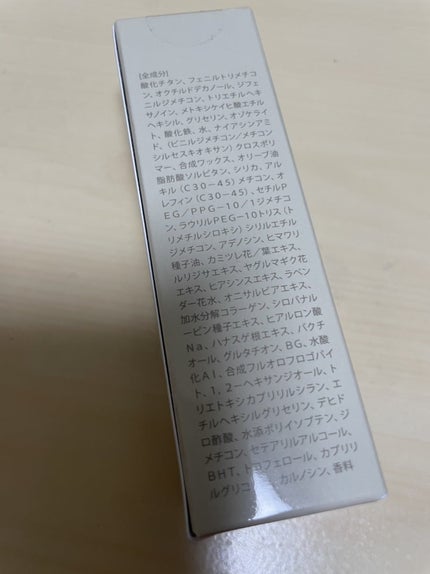 [全成分]
酸化チタン、フェニルトリメチコ
ン、オクチルドデカノール、ジフェ
ニルジメチコン、トリエチルヘキ
サノイン、メトキシケイヒ酸エチル
ヘキシル、グリセリン、オゾケライ
ト、酸化鉄、水、ナイアシンアミ
ド、(ビニルジメチコン/メチコン
シルセスキオキサン)クロスポリ
マー、合成ワックス、オリーブ油
脂肪酸ソルビタン、シリカ、アル
キル(C30-45)メチコン、オ
レフィン(C30-45)、セチルP
EG/PPG-10/1ジメチコ
ン、ラウリルPEG-10トリス(ト
リメチルシロキシ)シリルエチル
ジメチコン、アデノシン、ヒマワリ
種子油、カミツレ花/葉エキス、
ルリジサエキス、ヤグルマギク花
エキス、ヒアシンスエキス、ラベン
ダー花水、オニサルビアエキス、
加水分解コラーゲン、シロバナル
ーピン種子エキス、ヒアルロン酸
Na、ハナスゲ根エキス、バクチ
オール、グルタチオン、BG、水酸
化Al、合成フルオロフロゴパイ
ト、1,2-ヘキサンジオール、ト
リエトキシカプリリルシラン、エ
チルヘキシルグリセリン、デヒド
ロ酢酸、水添ポリイソブテン、ジ
メチコン、セテアリルアルコール、
BHT、トコフェロール、カプリリ
ルグリコ 、カルノシン、香料